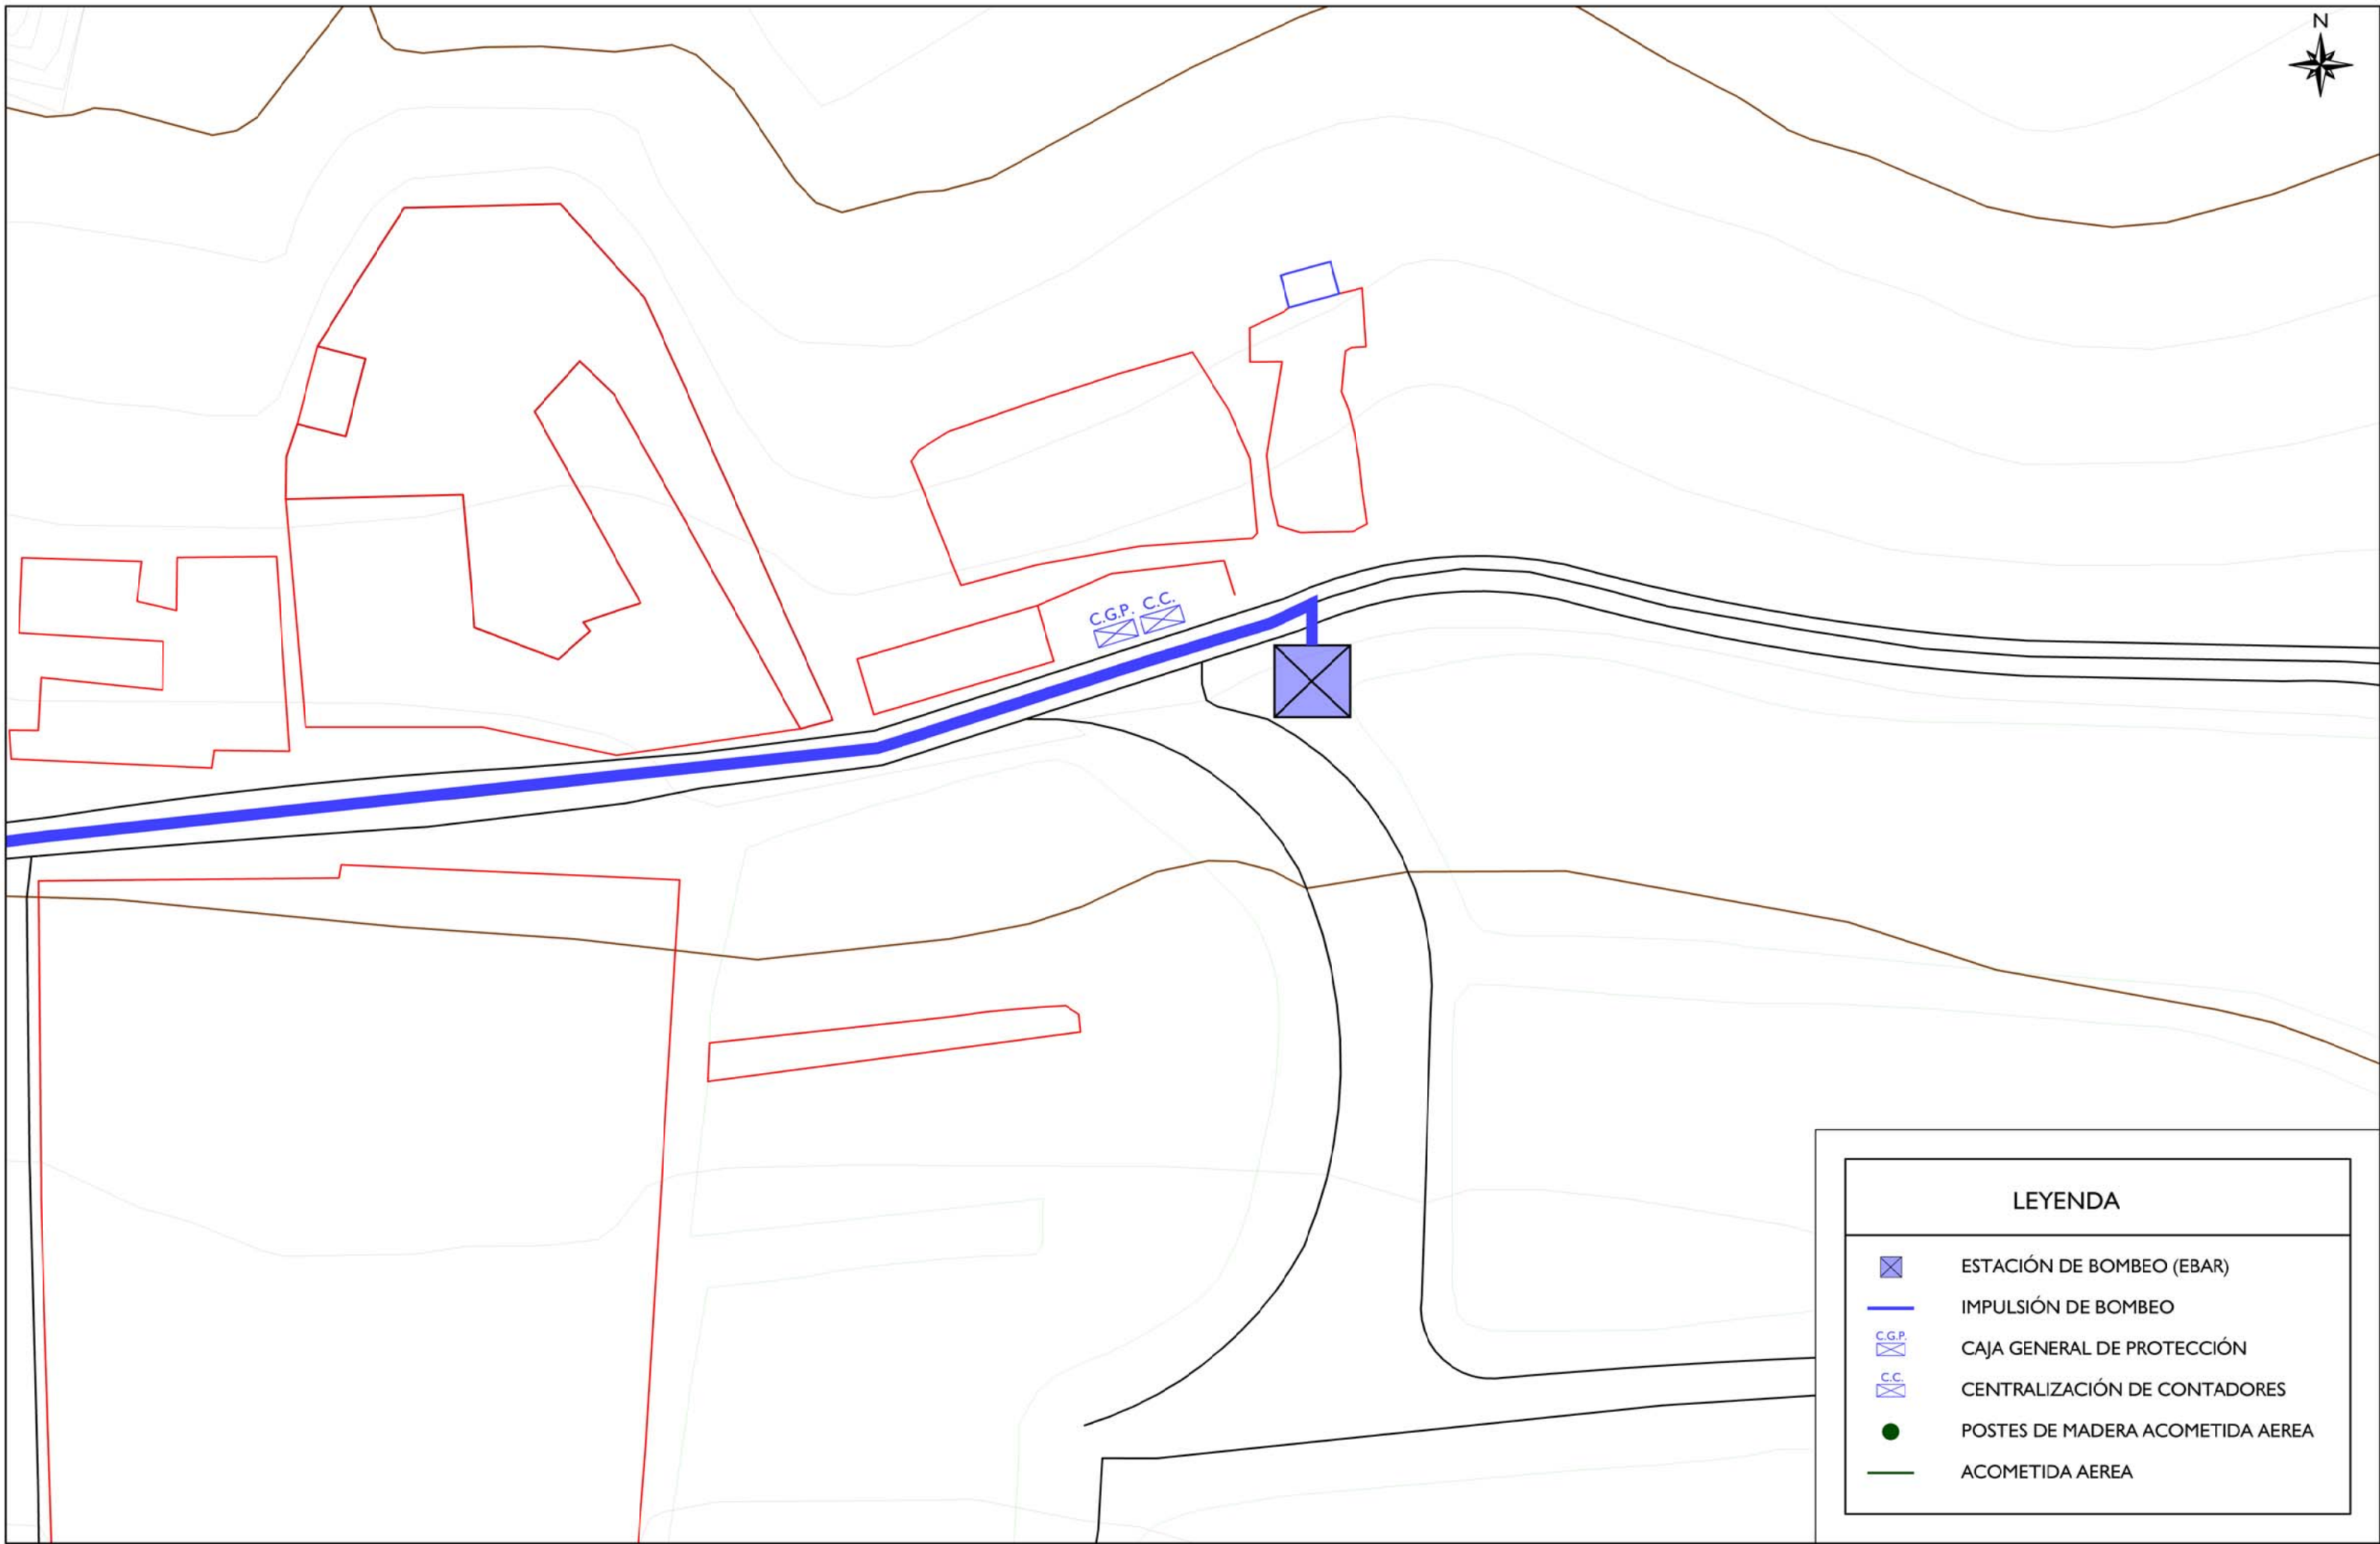 N
C.G.P. C.C.
LEYENDA
ESTACIÓN DE BOMBEO (EBAR)
IMPULSIÓN DE BOMBEO
C.G.P.
CAJA GENERAL DE PROTECCIÓN
C.C.
CENTRALIZACIÓN DE CONTADORES
POSTES DE MADERA ACOMETIDA AEREA
ACOMETIDA AEREA